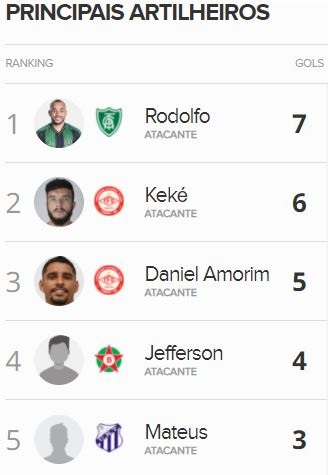 PRINCIPAIS ARTILHEIROS
RANKING GOLS
1 Rodolfo 7
ATACANTE
2 Keké 6
ATACANTE
3 Daniel Amorim 5
ATACANTE
4 Jefferson 4
ATACANTE
5 Mateus 3
ATACANTE